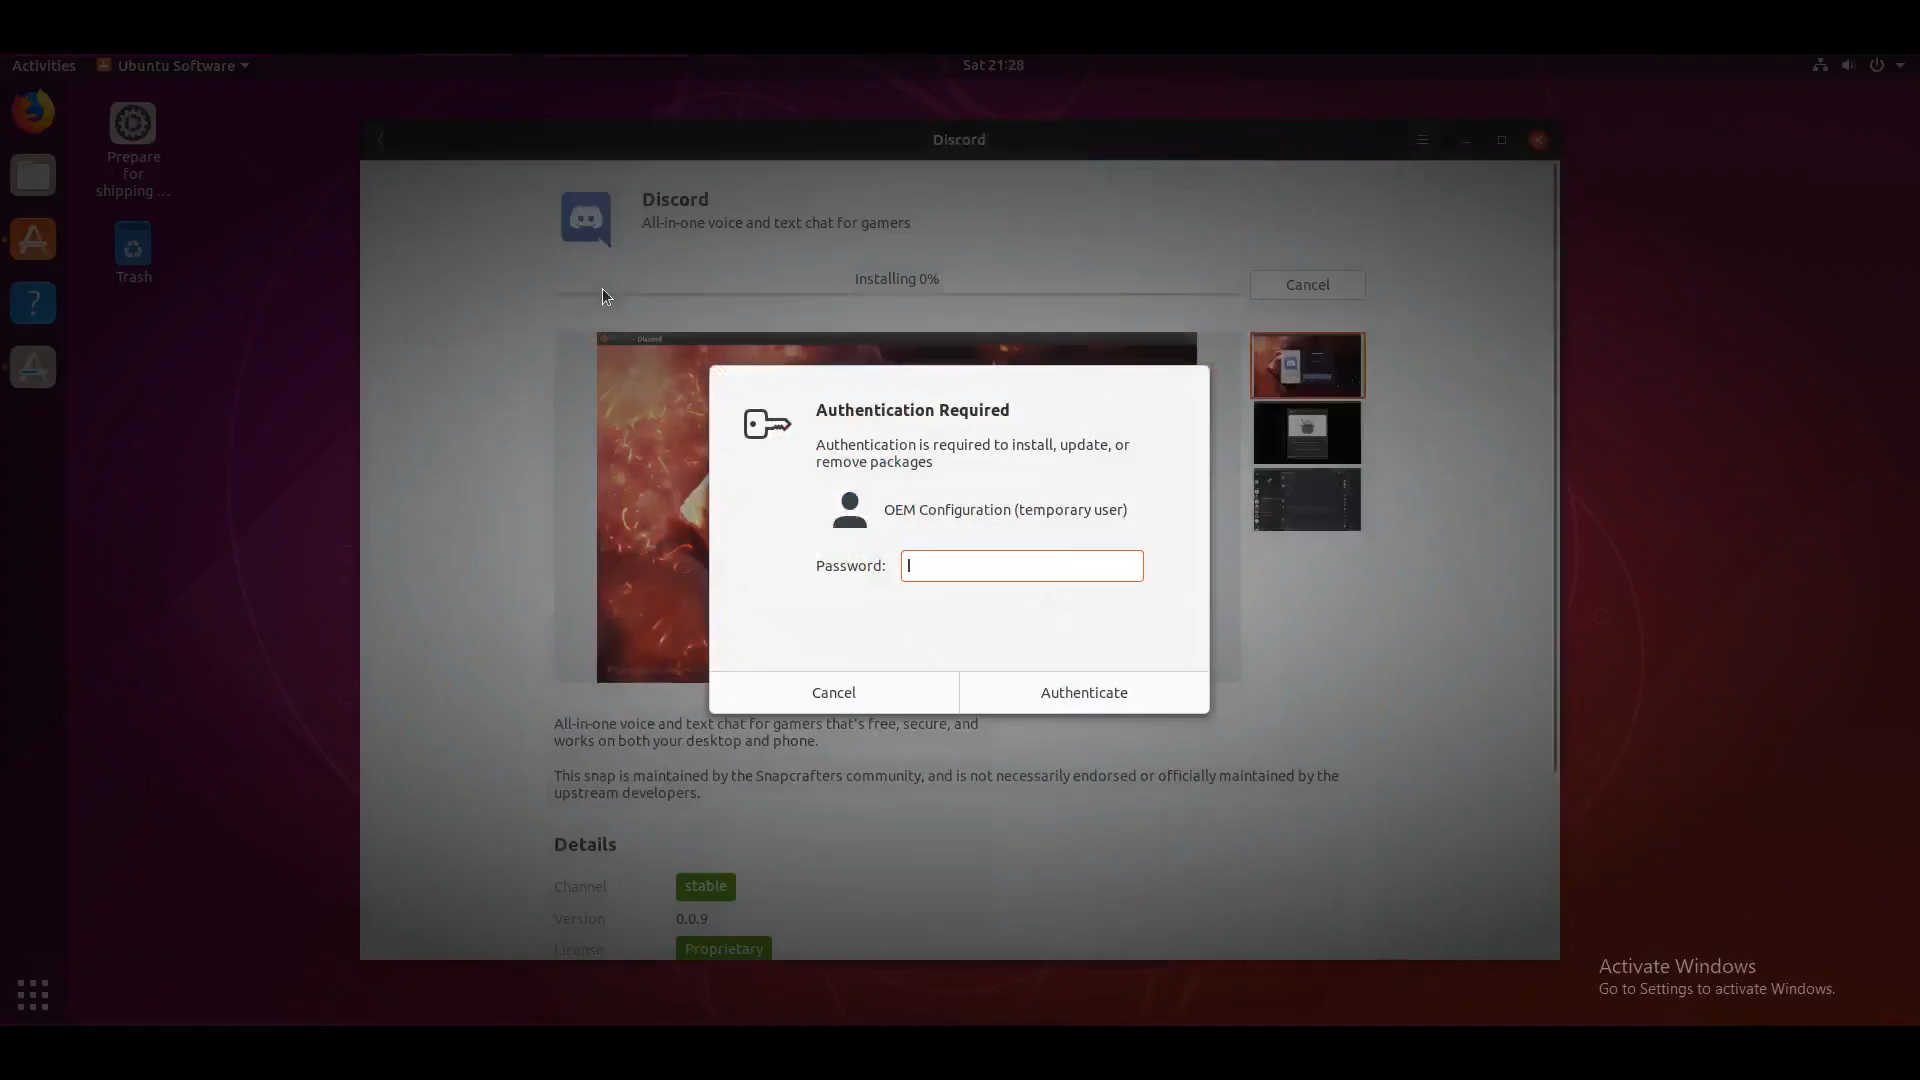 Activities
Ubuntu Software
Sat 21:28
Prepare
for
shipping ...
Trash
Discord
Discord
All-in-one voice and text chat for gamers
Installing 0%
Cancel
- Discord
Authentication Required
Authentication is required to install, update, or
remove packages
OEM Configuration (temporary user)
Password:
Cancel
Authenticate
All-in-one voice and text chat for gamers that's free, secure, and
works on both your desktop and phone.
This snap is maintained by the Snapcrafters community, and is not necessarily endorsed or officially maintained by the
upstream developers.
Details
Channel
stable
Version
0.0.9
License
Proprietary
Activate Windows
Go to Settings to activate Windows.